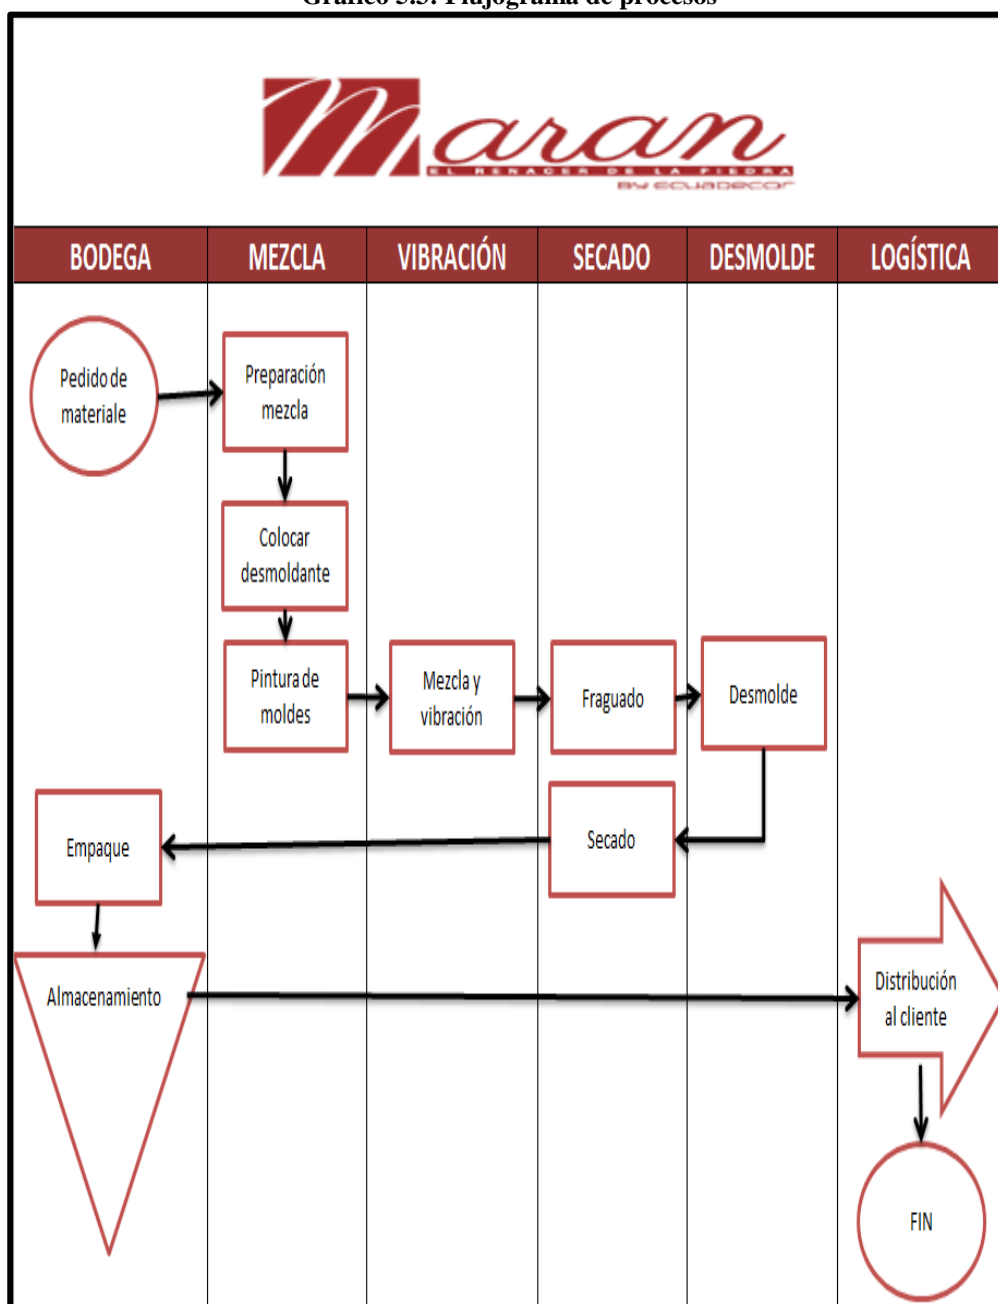 Gráfico 5.5. Flujograma de procesos
Maran
EL RENACER DE LA PIEDRA
BY ECUADECOR
BODEGA MEZCLA VIBRACIÓN SECADO DESMOLDE LOGÍSTICA
Pedido de
materiale
Preparación
mezcla
Colocar
desmoldante
Pintura de
moldes
Mezcla y
vibración
Fraguado
Desmolde
Secado
Empaque
Almacenamiento
Distribución
al cliente
FIN